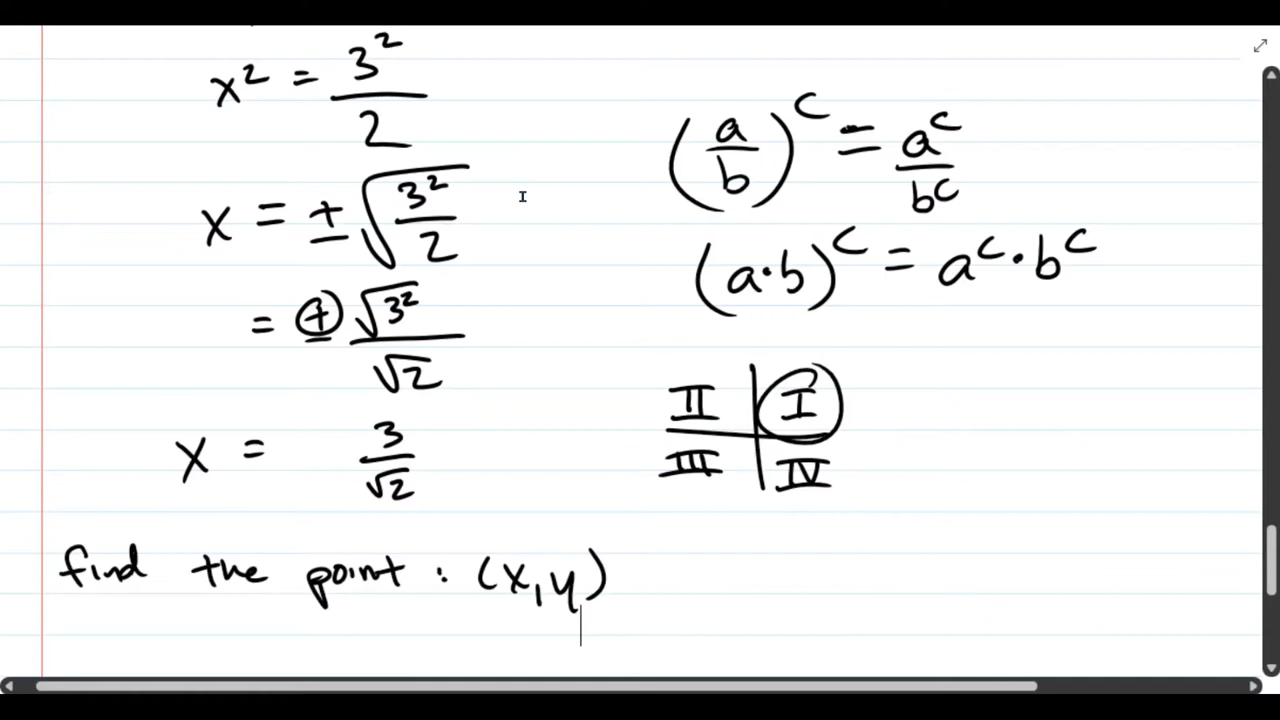 x² = 3²/2
x = ± √(3²/2)
= ± √3²/√2
x = 3/√2
find the point : (x,y)
(a/b)^c = a^c/b^c
(a·b)^c = a^c · b^c
II I
III IV